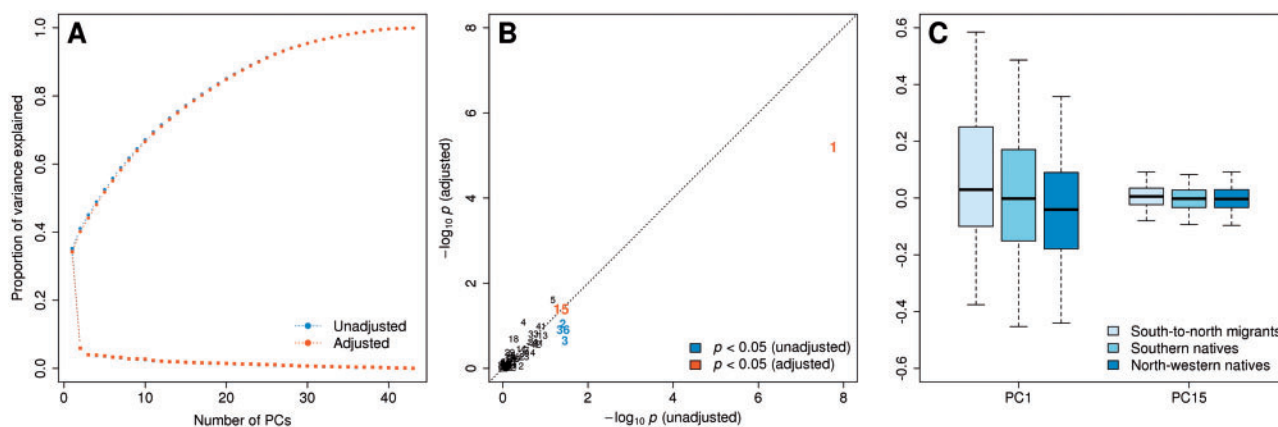 A
Proportion of variance explained
1.0
0.8
0.6
0.4
0.2
0.0
Unadjusted
Adjusted
0
10
20
30
40
Number of PCs
B
−log10 p (adjusted)
8
6
4
2
0
1
5
15
4
2
36
3
18
p < 0.05 (unadjusted)
p < 0.05 (adjusted)
0
2
4
6
8
−log10 p (unadjusted)
C
0.6
0.4
0.2
0.0
-0.2
-0.4
-0.6
South-to-north migrants
Southern natives
North-western natives
PC1
PC15